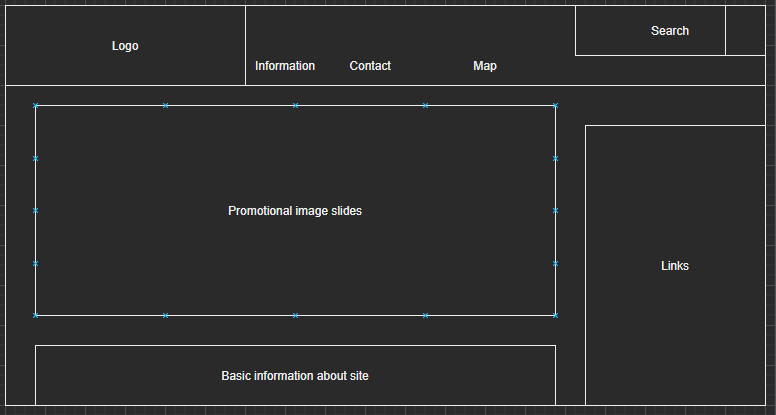 Logo
Search
Information
Contact
Map
Promotional image slides
Links
Basic information about site